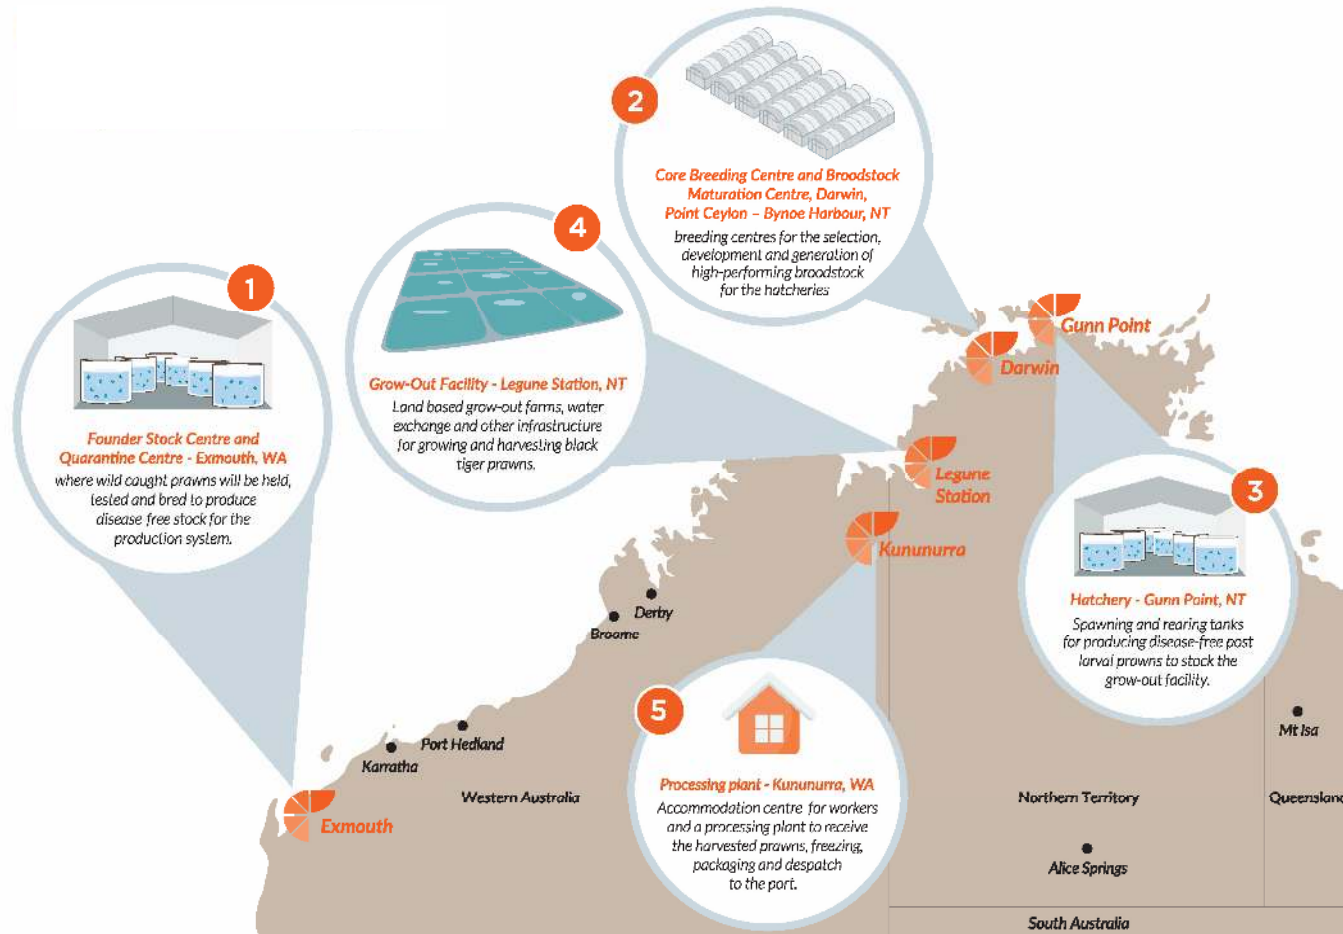 1
Founder Stock Centre and
Quarantine Centre - Exmouth, WA
where wild caught prawns will be held,
tested and bred to produce
disease free stock for the
production system.
2
Core Breeding Centre and Broodstock
Maturation Centre, Darwin,
Point Ceylon – Bynoe Harbour, NT
breeding centres for the selection,
development and generation of
high-performing broodstock
for the hatcheries
3
Hatchery - Gunn Point, NT
Spawning and rearing tanks
for producing disease-free post
larval prawns to stock the
grow-out facility.
4
Grow-Out Facility - Legune Station, NT
Land based grow-out farms, water
exchange and other infrastructure
for growing and harvesting black
tiger prawns.
5
Processing plant - Kununurra, WA
Accommodation centre for workers
and a processing plant to receive
the harvested prawns, freezing,
packaging and despatch
to the port.
Gunn Point
Darwin
Legune
Station
Kununurra
Derby
Broome
Port Hedland
Karratha
Exmouth
Western Australia
Northern Territory
Queensland
Mt Isa
Alice Springs
South Australia